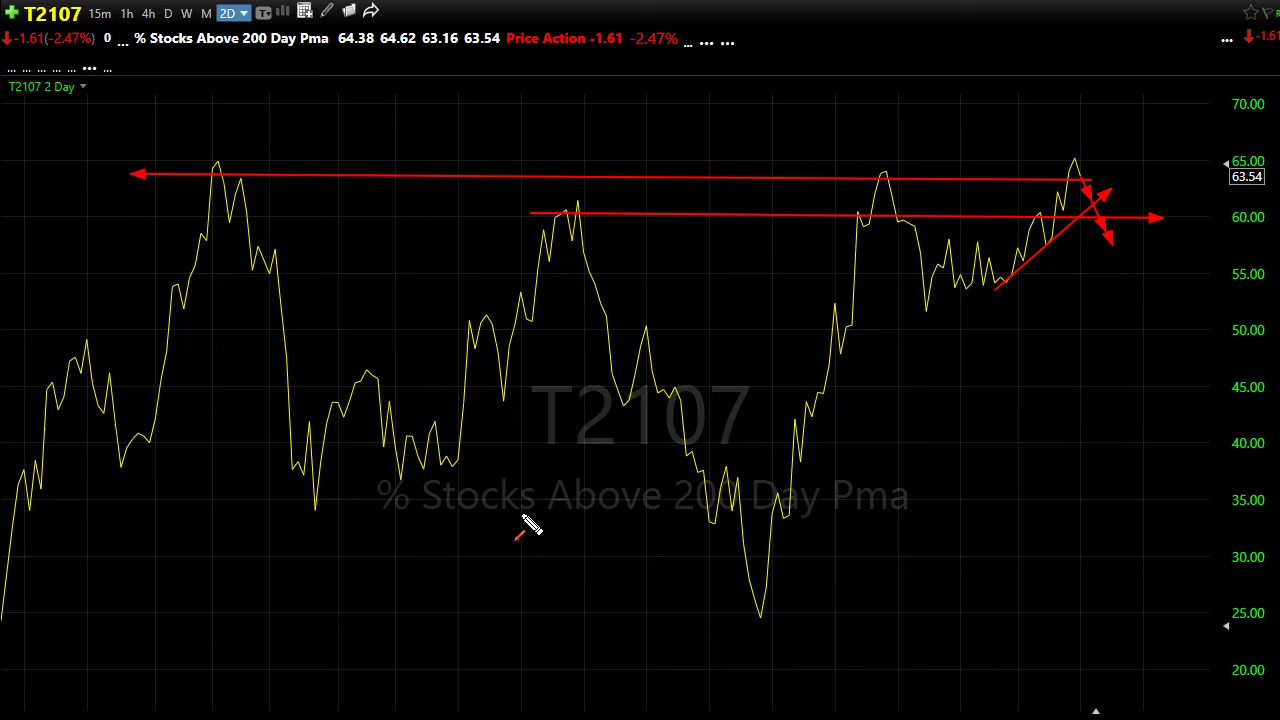 T2107 15m 1h 4h D W M 2D
-1.61(-2.47%) 0 ... % Stocks Above 200 Day Pma 64.38 64.62 63.16 63.54 Price Action -1.61 -2.47% ... ... ... ... -1.61
... ... ... ... ... ... ...
T2107 2 Day
70.00
65.00
63.54
60.00
55.00
50.00
45.00
T2107
40.00
% Stocks Above 200 Day Pma
35.00
30.00
25.00
20.00